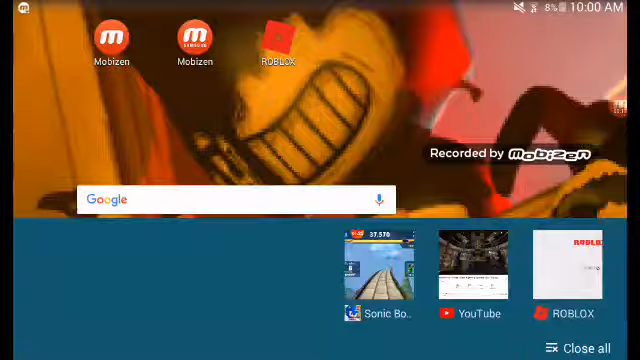 8% 10:00 AM
Mobizen
Mobizen
ROBLOX
Recorded by Mobizen
Google
37,570
Sonic Bo..
YouTube
ROBLOX
Close all